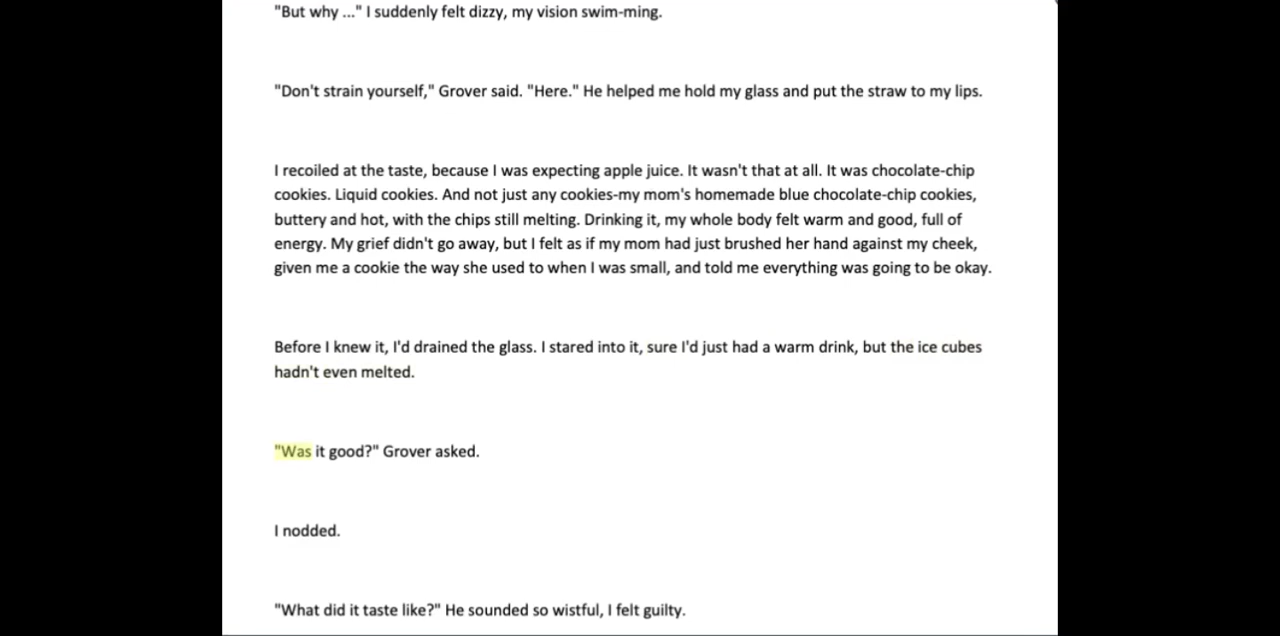 "But why ..." I suddenly felt dizzy, my vision swim-ming.
"Don't strain yourself," Grover said. "Here." He helped me hold my glass and put the straw to my lips.
I recoiled at the taste, because I was expecting apple juice. It wasn't that at all. It was chocolate-chip
cookies. Liquid cookies. And not just any cookies-my mom's homemade blue chocolate-chip cookies,
buttery and hot, with the chips still melting. Drinking it, my whole body felt warm and good, full of
energy. My grief didn't go away, but I felt as if my mom had just brushed her hand against my cheek,
given me a cookie the way she used to when I was small, and told me everything was going to be okay.
Before I knew it, I'd drained the glass. I stared into it, sure I'd just had a warm drink, but the ice cubes
hadn't even melted.
"Was it good?" Grover asked.
I nodded.
"What did it taste like?" He sounded so wistful, I felt guilty.